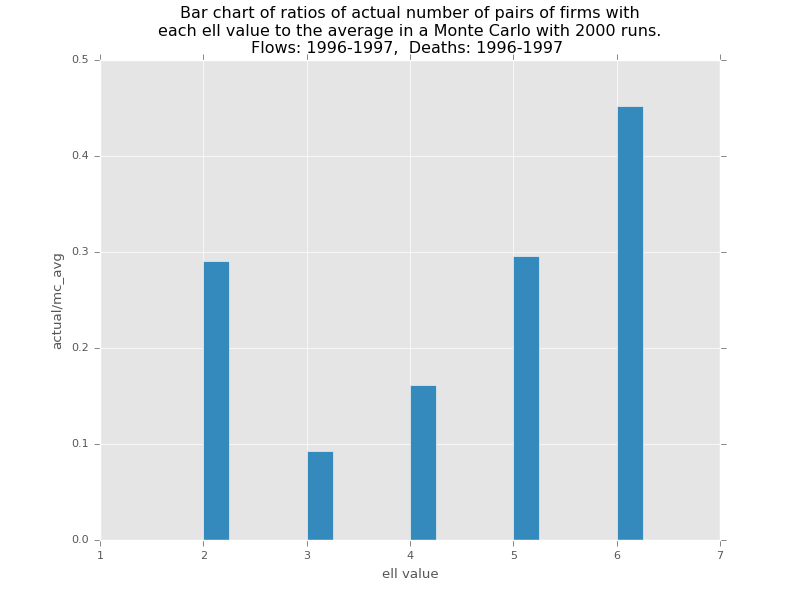 Bar chart of ratios of actual number of pairs of firms with
each ell value to the average in a Monte Carlo with 2000 runs.
Flows: 1996-1997,  Deaths: 1996-1997
0.5
0.4
0.3
0.2
0.1
0.0
actual/mc_avg
1 2 3 4 5 6 7
ell value